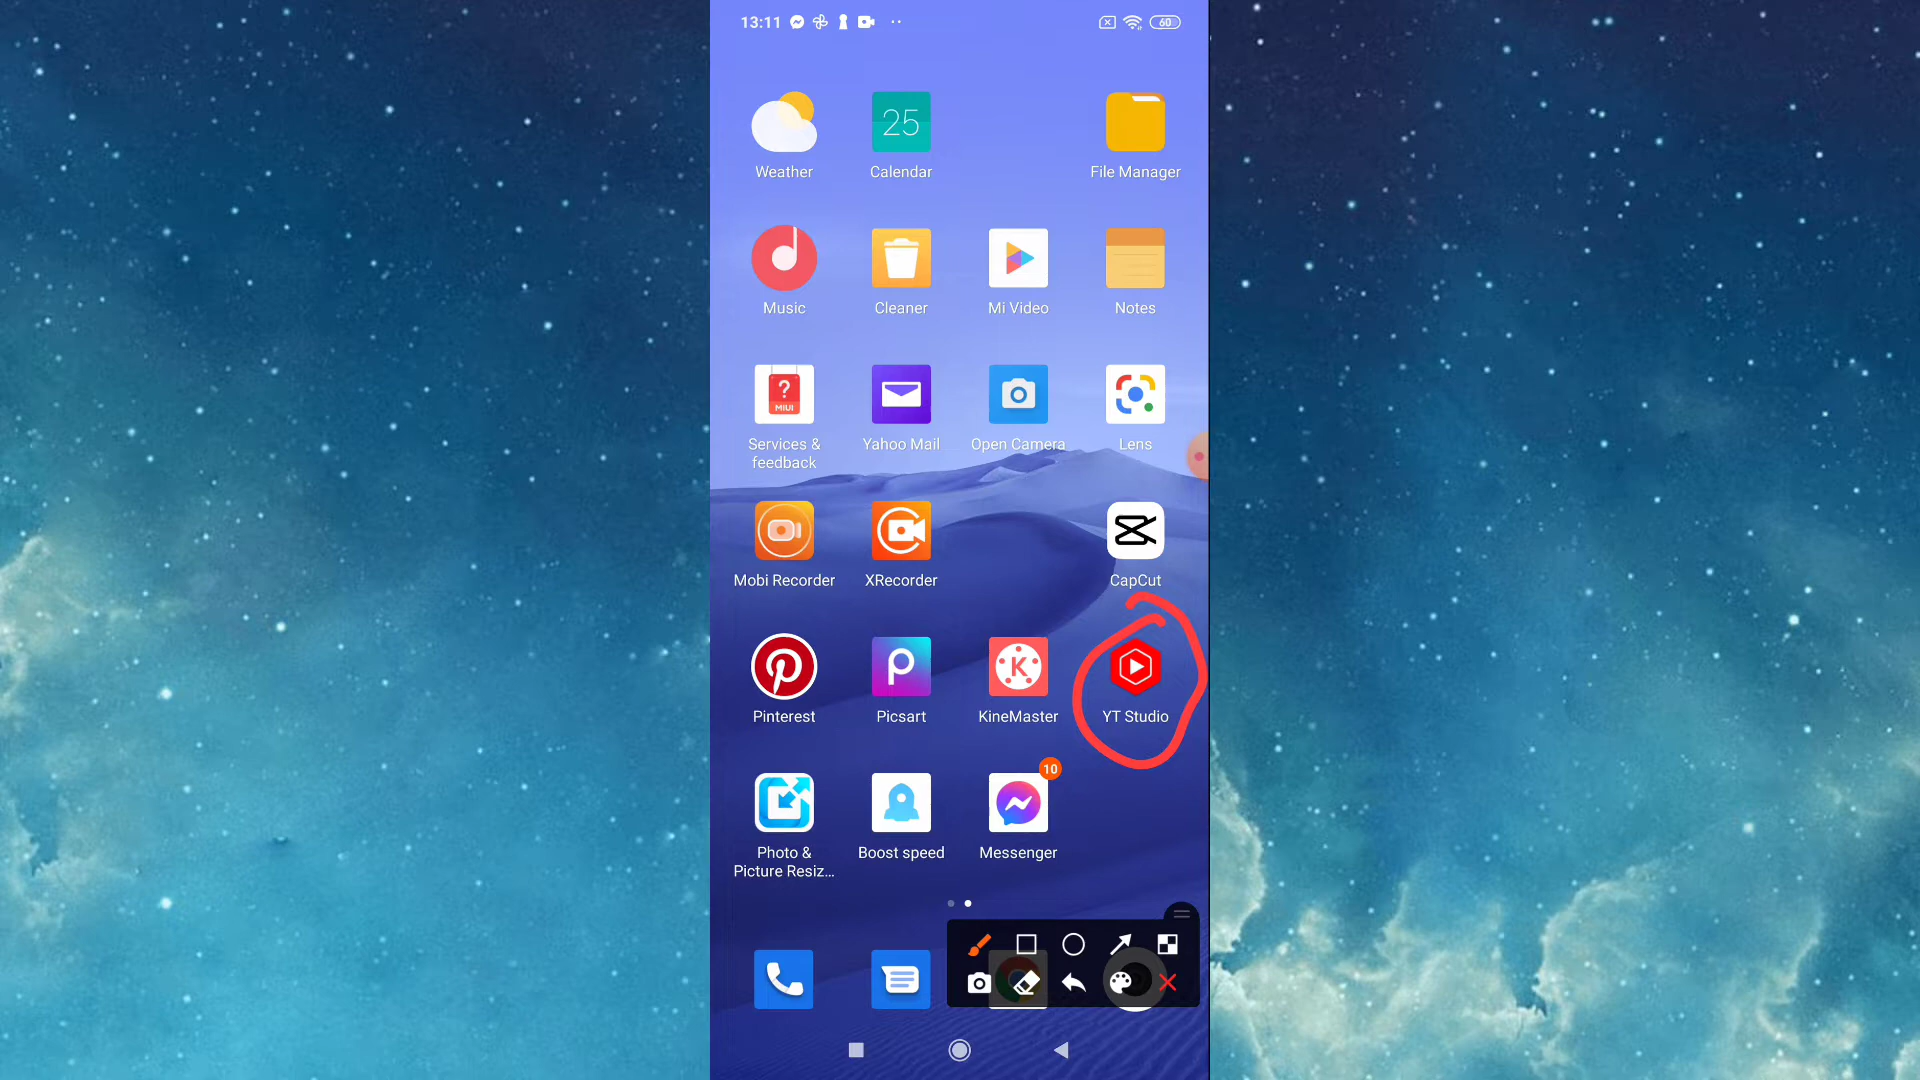 13:11
60
25
Weather
Calendar
File Manager
Music
Cleaner
Mi Video
Notes
?
MIUI
Services &
feedback
Yahoo Mail
Open Camera
Lens
Mobi Recorder
XRecorder
CapCut
K
Pinterest
Picsart
KineMaster
YT Studio
10
Photo &
Picture Resiz...
Boost speed
Messenger